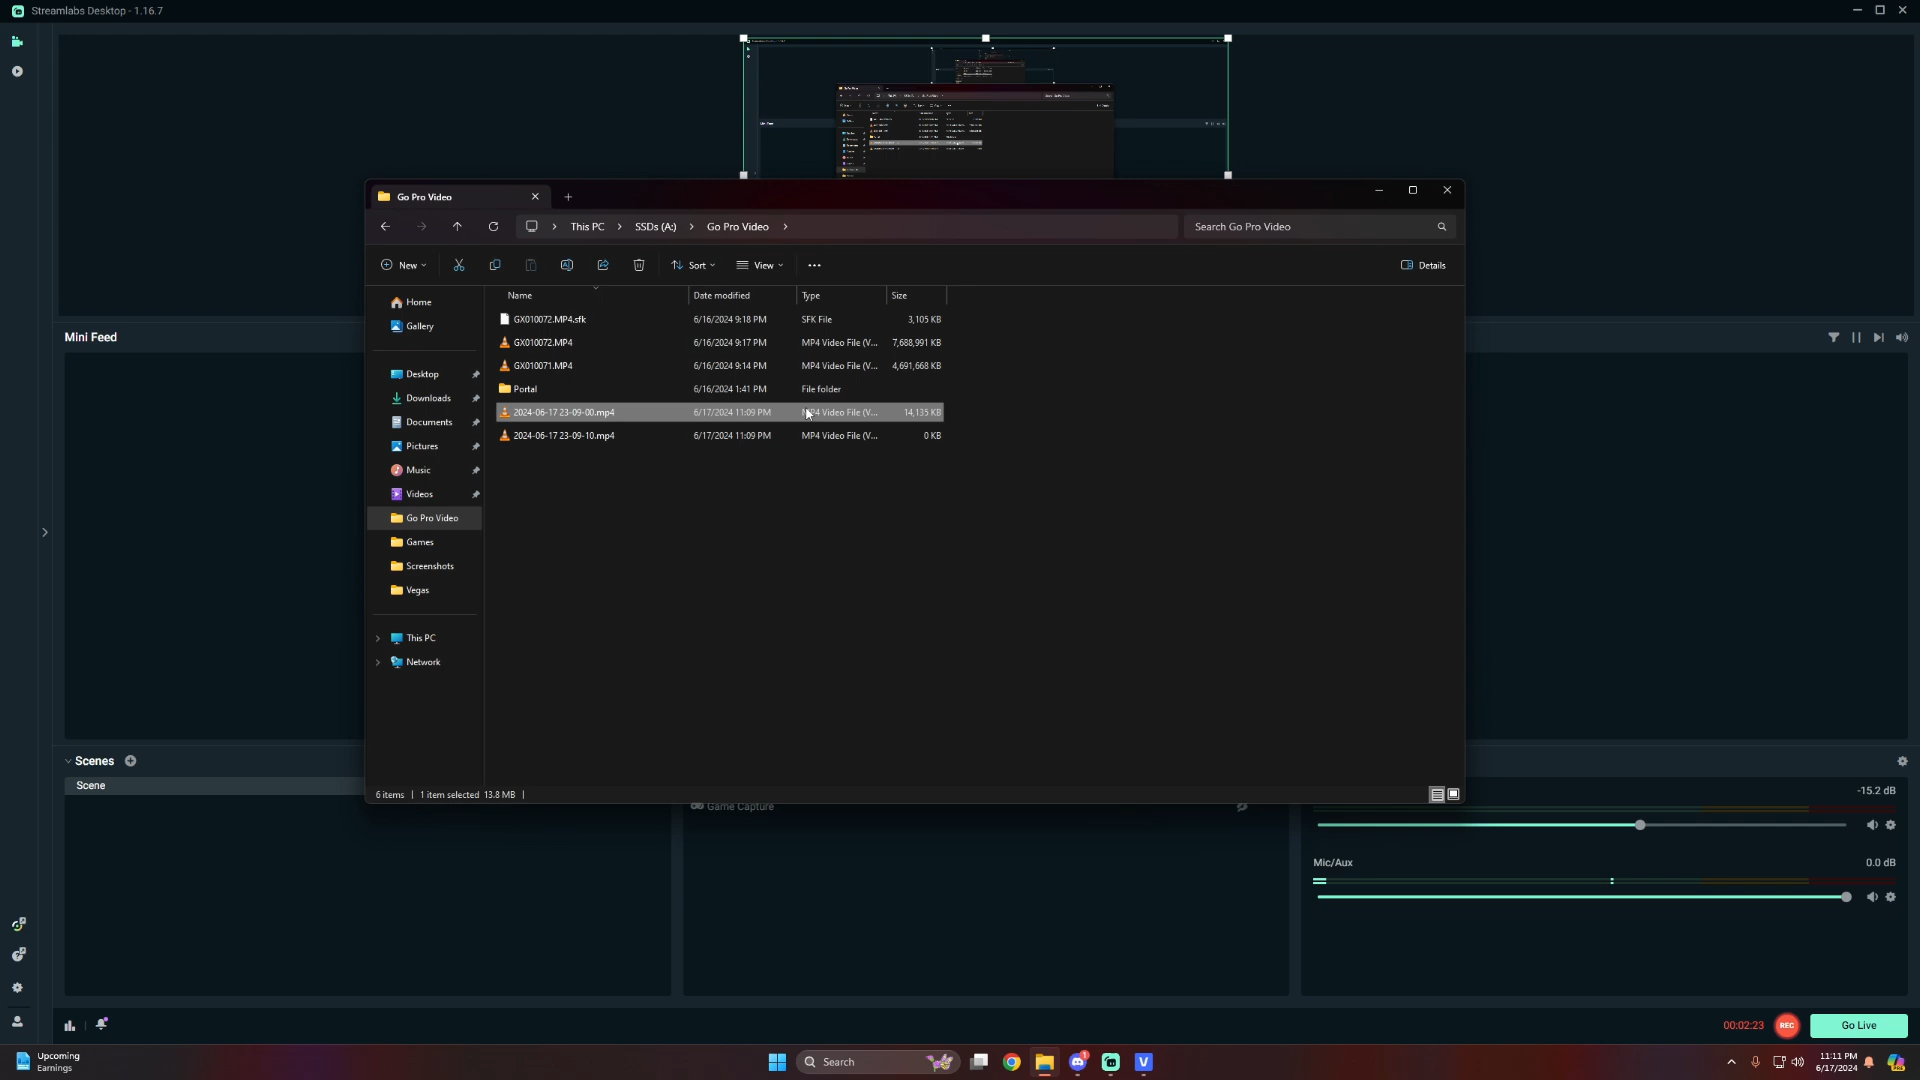 Streamlabs Desktop - 1.16.7
Go Pro Video
This PC > SSDs (A:) > Go Pro Video >
Search Go Pro Video
New
Sort
View
Details
Home
Gallery
Desktop
Downloads
Documents
Pictures
Music
Videos
Go Pro Video
Games
Screenshots
Vegas
This PC
Network
Name Date modified Type Size
GX010072.MP4.sfk 6/16/2024 9:18 PM SFK File 3,105 KB
GX010072.MP4 6/16/2024 9:17 PM MP4 Video File (V... 7,688,991 KB
GX010071.MP4 6/16/2024 9:14 PM MP4 Video File (V... 4,691,668 KB
Portal 6/16/2024 1:41 PM File folder
2024-06-17 23-09-00.mp4 6/17/2024 11:09 PM MP4 Video File (V... 14,135 KB
2024-06-17 23-09-10.mp4 6/17/2024 11:09 PM MP4 Video File (V... 0 KB
6 items | 1 item selected 13.8 MB |
Mini Feed
Scenes
Scene
Game Capture
-15.2 dB
Mic/Aux 0.0 dB
00:02:23 REC Go Live
Upcoming
Earnings
Search
1
V
11:11 PM
6/17/2024
PRE